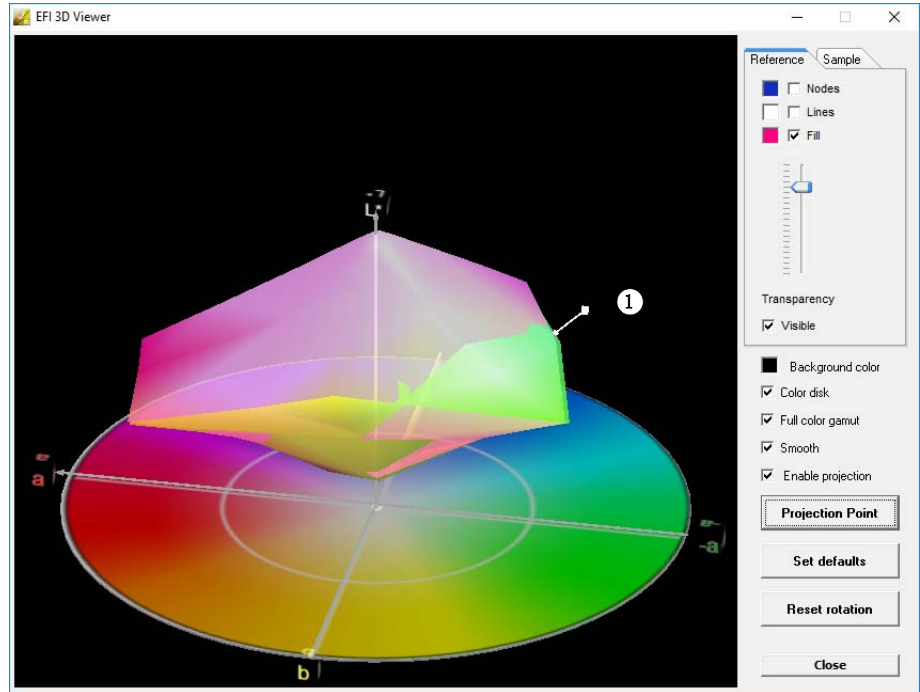 EFI 3D Viewer
Reference
Sample
Nodes
Lines
Fill
Transparency
Visible
Background color
Color disk
Full color gamut
Smooth
Enable projection
Projection Point
Set defaults
Reset rotation
Close
L*
1
a
-a
b